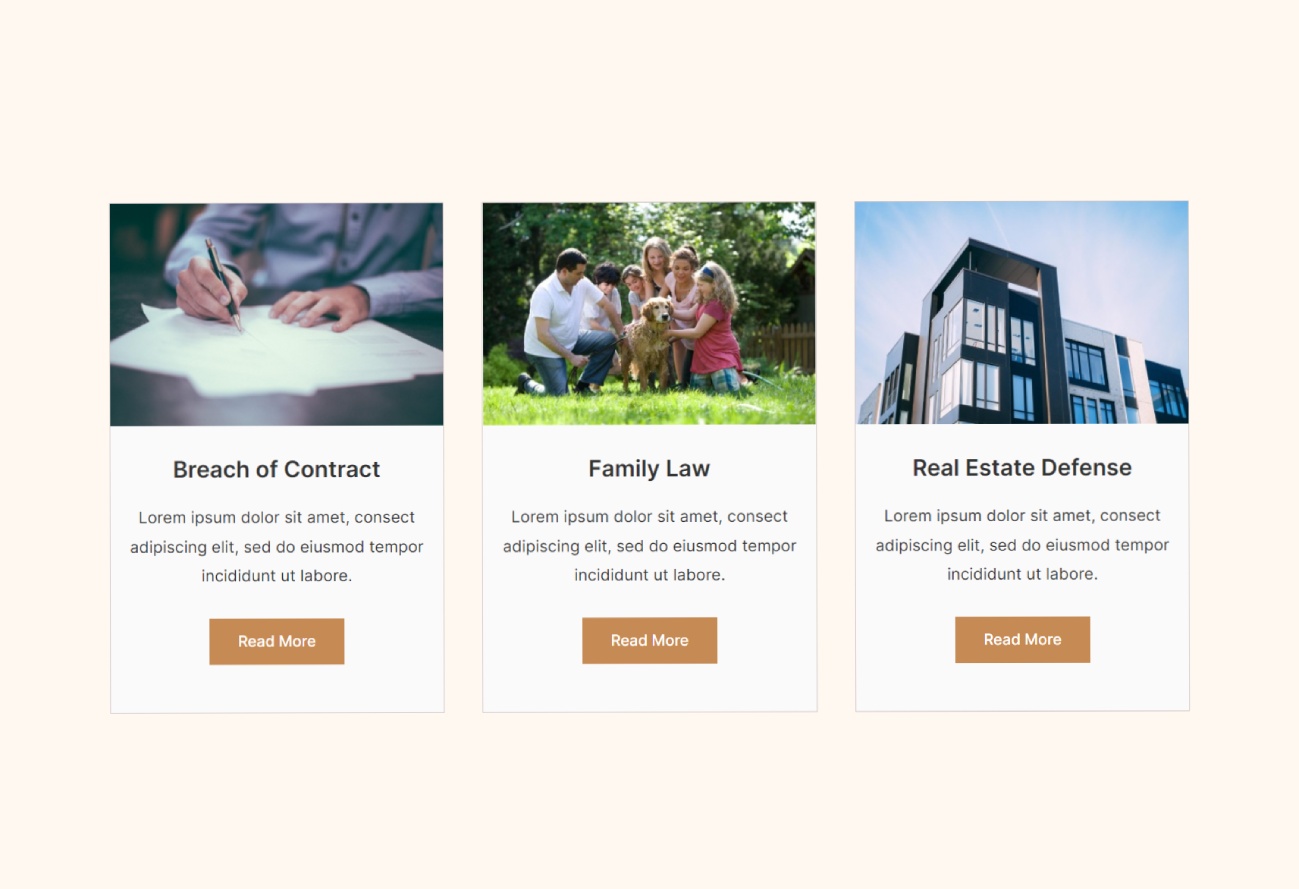 Breach of Contract
Lorem ipsum dolor sit amet, consect
adipiscing elit, sed do eiusmod tempor
incididunt ut labore.
Read More
Family Law
Lorem ipsum dolor sit amet, consect
adipiscing elit, sed do eiusmod tempor
incididunt ut labore.
Read More
Real Estate Defense
Lorem ipsum dolor sit amet, consect
adipiscing elit, sed do eiusmod tempor
incididunt ut labore.
Read More